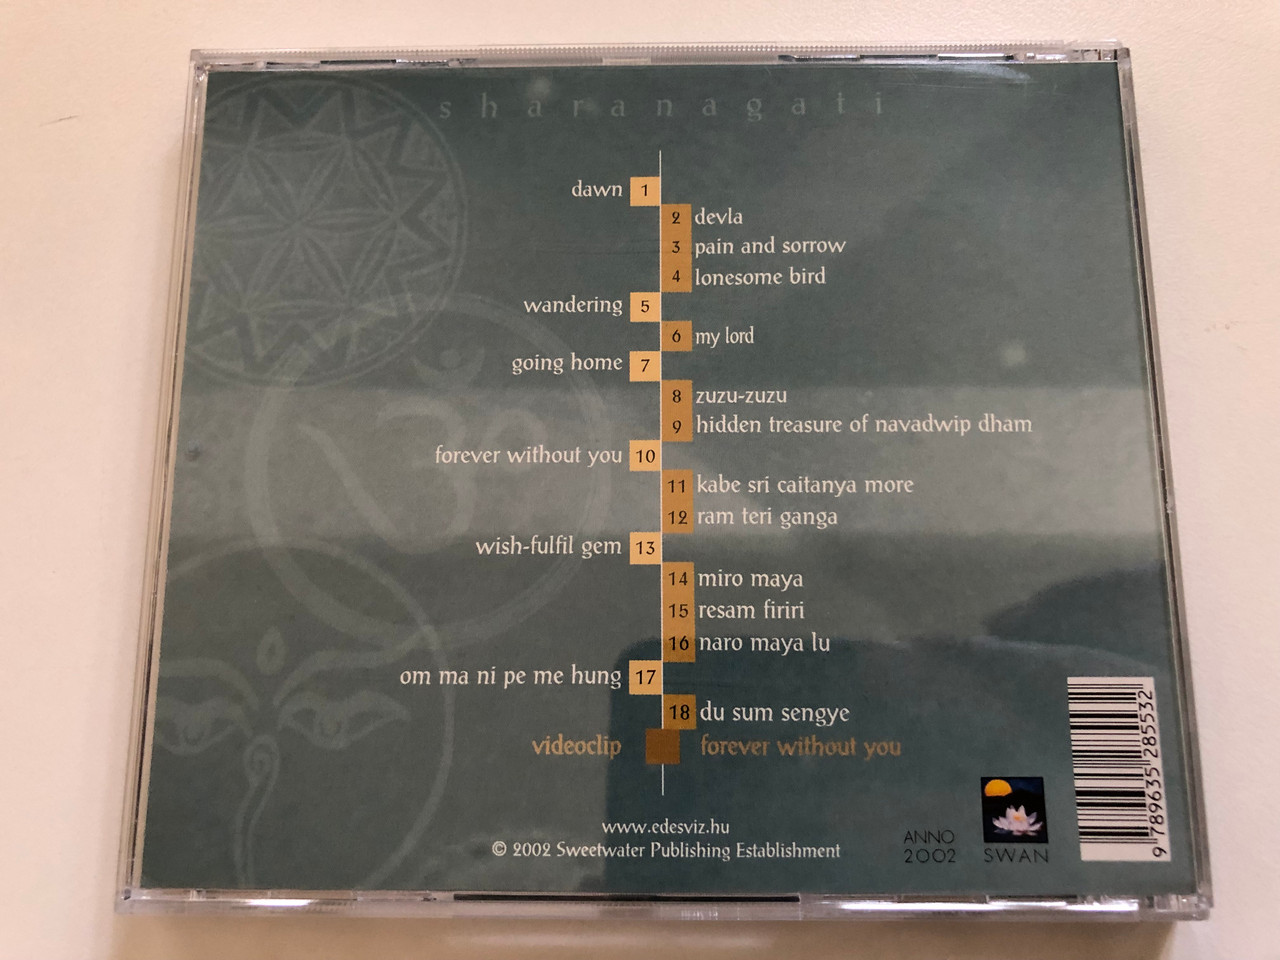 sharanagati
dawn 1
2 devla
3 pain and sorrow
4 lonesome bird
wandering 5
6 my lord
going home 7
8 zuzu-zuzu
9 hidden treasure of navadwip dham
forever without you 10
11 kabe sri caitanya more
12 ram teri ganga
wish-fulfil gem 13
14 miro maya
15 resam firiri
16 naro maya lu
om ma ni pe me hung 17
18 du sum sengye
videoclip forever without you
www.edesviz.hu
© 2002 Sweetwater Publishing Establishment
ANNO
2002
SWAN
9 789635 285532